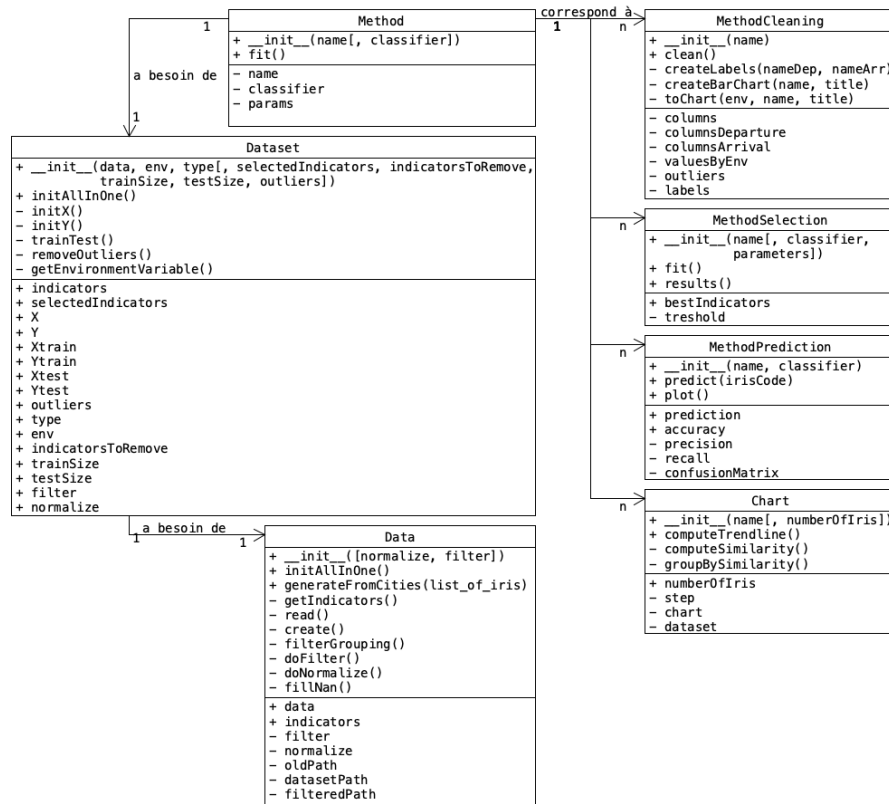 Method
+ __init__(name[, classifier])
+ fit()
- name
- classifier
- params
1
a besoin de
1
correspond à
1
n
MethodCleaning
+ __init__(name)
+ clean()
- createLabels(nameDep, nameArr)
- createBarChart(name, title)
- toChart(env, name, title)
- columns
- columnsDeparture
- columnsArrival
- valuesByEnv
- outliers
- labels
Dataset
+ __init__(data, env, type[, selectedIndicators, indicatorsToRemove,
trainSize, testSize, outliers])
+ initAllInOne()
- initX()
- initY()
- trainTest()
- removeOutliers()
- getEnvironmentVariable()
+ indicators
+ selectedIndicators
+ X
+ Y
+ Xtrain
+ Ytrain
+ Xtest
+ Ytest
+ outliers
+ type
+ env
+ indicatorsToRemove
+ trainSize
+ testSize
+ filter
+ normalize
n
MethodSelection
+ __init__(name[, classifier,
parameters])
+ fit()
+ results()
+ bestIndicators
- treshold
n
MethodPrediction
+ __init__(name, classifier)
+ predict(irisCode)
+ plot()
+ prediction
+ accuracy
- precision
- recall
- confusionMatrix
n
Chart
+ __init__(name[, numberOfIris])
+ computeTrendline()
- computeSimilarity()
- groupBySimilarity()
+ numberOfIris
- step
- chart
- dataset
a besoin de
1
1
Data
+ __init__([normalize, filter])
+ initAllInOne()
+ generateFromCities(list_of_iris)
- getIndicators()
- read()
- create()
- filterGrouping()
- doFilter()
- doNormalize()
- fillNan()
+ data
+ indicators
- filter
- normalize
- oldPath
- datasetPath
- filteredPath